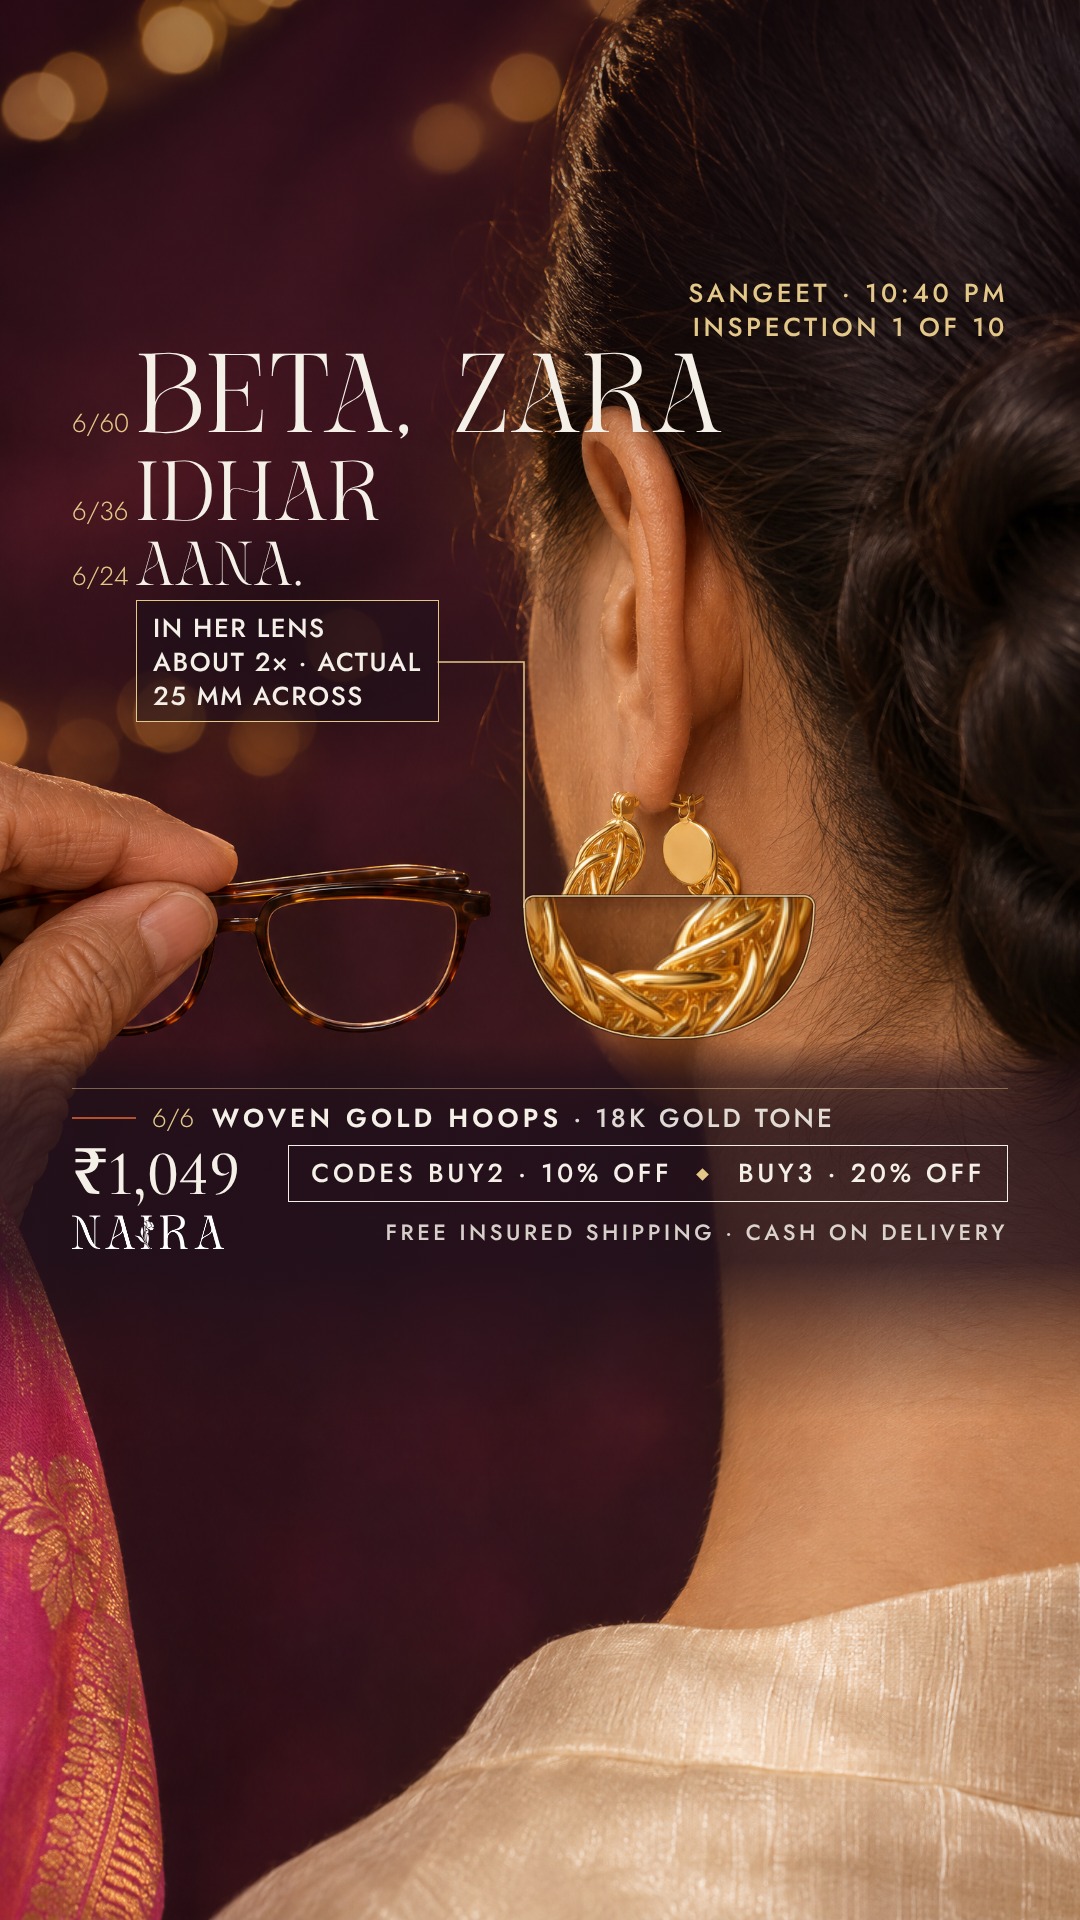 SANGEET · 10:40 PM
INSPECTION 1 OF 10
6/60 BETA, ZARA
6/36 IDHAR
6/24 AANA.
IN HER LENS
ABOUT 2× · ACTUAL
25 MM ACROSS
6/6 WOVEN GOLD HOOPS · 18K GOLD TONE
₹1,049
CODES BUY2 · 10% OFF ◆ BUY3 · 20% OFF
NAIRA
FREE INSURED SHIPPING · CASH ON DELIVERY